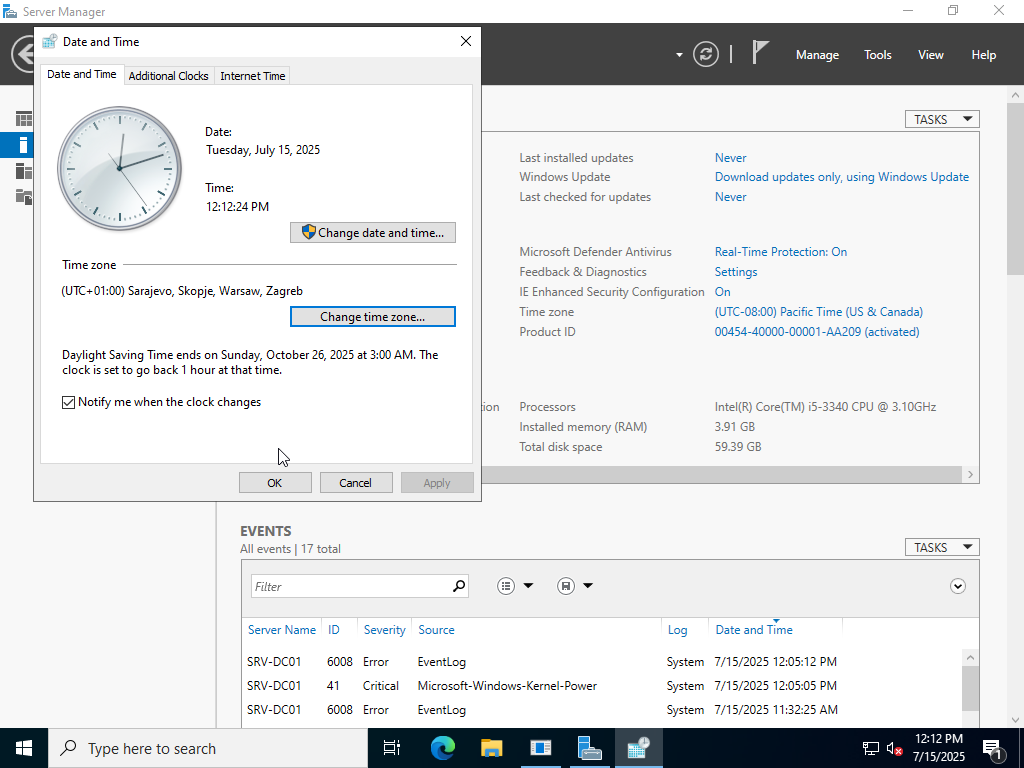 Server Manager
Date and Time
Manage
Tools
View
Help
Date and Time
Additional Clocks
Internet Time
Date:
Tuesday, July 15, 2025
Time:
12:12:24 PM
Change date and time...
Time zone
(UTC+01:00) Sarajevo, Skopje, Warsaw, Zagreb
Change time zone...
Daylight Saving Time ends on Sunday, October 26, 2025 at 3:00 AM. The
clock is set to go back 1 hour at that time.
Notify me when the clock changes
OK
Cancel
Apply
TASKS
Last installed updates Never
Windows Update Download updates only, using Windows Update
Last checked for updates Never
Microsoft Defender Antivirus Real-Time Protection: On
Feedback & Diagnostics Settings
IE Enhanced Security Configuration On
Time zone (UTC-08:00) Pacific Time (US & Canada)
Product ID 00454-40000-00001-AA209 (activated)
Processors Intel(R) Core(TM) i5-3340 CPU @ 3.10GHz
Installed memory (RAM) 3.91 GB
Total disk space 59.39 GB
EVENTS
All events | 17 total
TASKS
Filter
Server Name ID Severity Source Log Date and Time
SRV-DC01 6008 Error EventLog System 7/15/2025 12:05:12 PM
SRV-DC01 41 Critical Microsoft-Windows-Kernel-Power System 7/15/2025 12:05:05 PM
SRV-DC01 6008 Error EventLog System 7/15/2025 11:32:25 AM
Type here to search
12:12 PM
7/15/2025
1